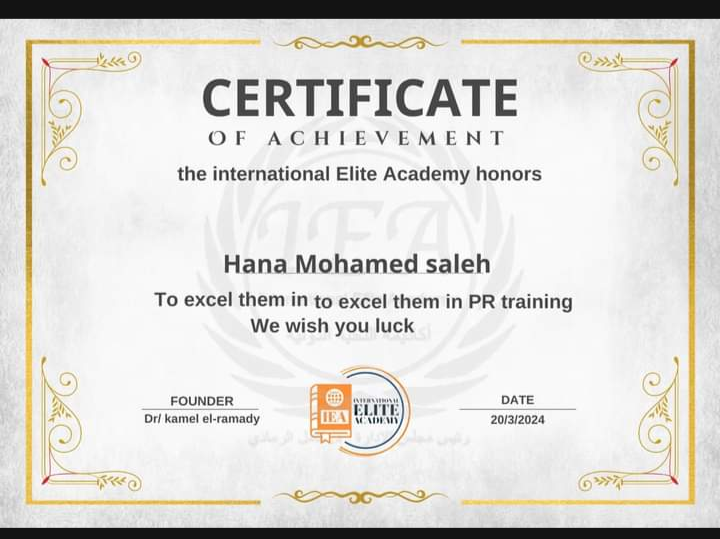 CERTIFICATE
OF ACHIEVEMENT
the international Elite Academy honors
Hana Mohamed saleh
To excel them in to excel them in PR training
We wish you luck
FOUNDER
Dr/ kamel el-ramady
IEA
INTERNATIONAL
ELITE
ACADEMY
DATE
20/3/2024
IEA